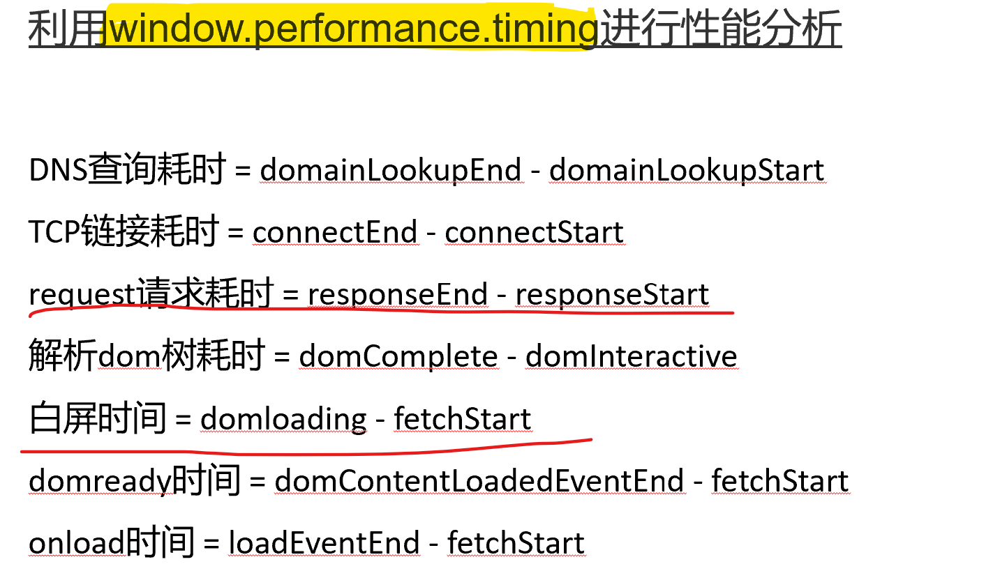 利用window.performance.timing进行性能分析
DNS查询耗时 = domainLookupEnd - domainLookupStart
TCP链接耗时 = connectEnd - connectStart
request请求耗时 = responseEnd - responseStart
解析dom树耗时 = domComplete - domInteractive
白屏时间 = domloading - fetchStart
domready时间 = domContentLoadedEventEnd - fetchStart
onload时间 = loadEventEnd - fetchStart